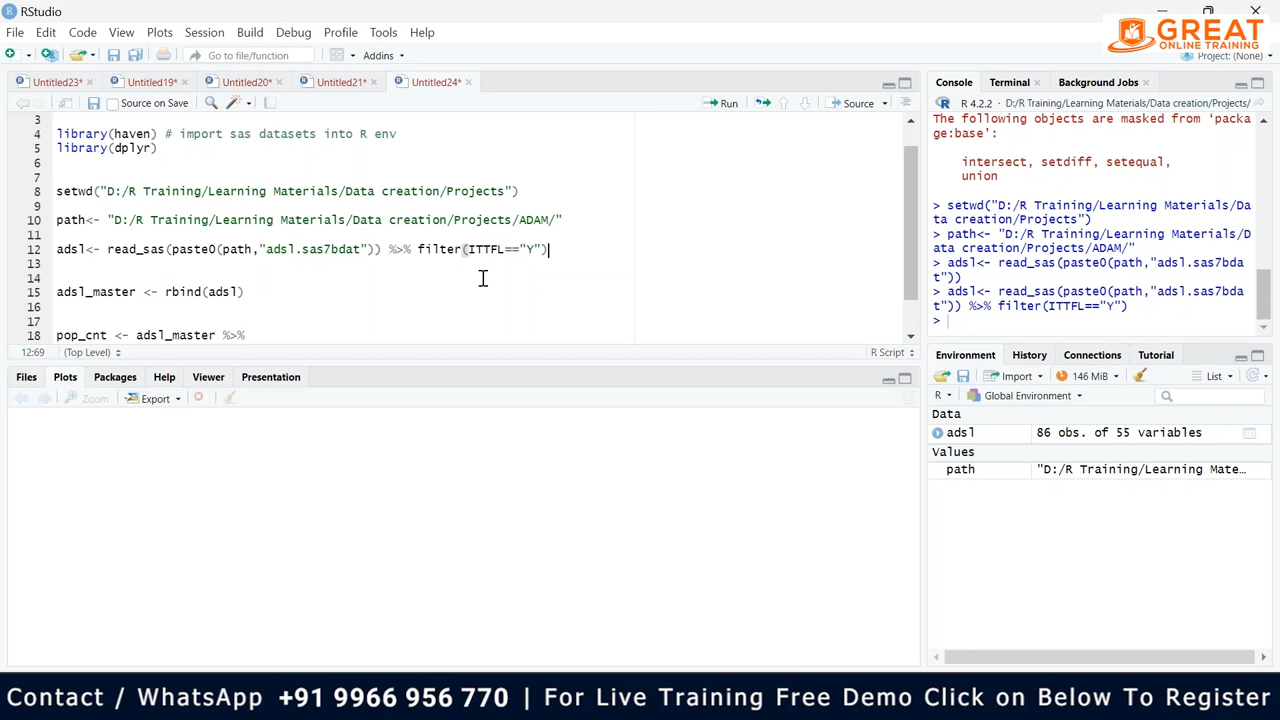 RStudio
File Edit Code View Plots Session Build Debug Profile Tools Help
GREAT
ONLINE TRAINING
Go to file/function
Addins
Project: (None)
Untitled23*
Untitled19*
Untitled20*
Untitled21*
Untitled24*
Source on Save
Run
Source
3
4 library(haven) # import sas datasets into R env
5 library(dplyr)
6
7
8 setwd("D:/R Training/Learning Materials/Data creation/Projects")
9
10 path<- "D:/R Training/Learning Materials/Data creation/Projects/ADAM/"
11
12 adsl<- read_sas(paste0(path,"adsl.sas7bdat")) %>% filter(ITTFL=="Y")
13
14
15 adsl_master <- rbind(adsl)
16
17
18 pop_cnt <- adsl_master %>%
12:69 (Top Level) R Script
Files Plots Packages Help Viewer Presentation
Zoom Export
Console Terminal Background Jobs
R 4.2.2 · D:/R Training/Learning Materials/Data creation/Projects/
The following objects are masked from ‘packa
ge:base’:
intersect, setdiff, setequal,
union
> setwd("D:/R Training/Learning Materials/Da
ta creation/Projects")
> path<- "D:/R Training/Learning Materials/D
ata creation/Projects/ADAM/"
> adsl<- read_sas(paste0(path,"adsl.sas7bda
t"))
> adsl<- read_sas(paste0(path,"adsl.sas7bda
t")) %>% filter(ITTFL=="Y")
>
Environment History Connections Tutorial
Import 146 MiB List
R Global Environment
Data
adsl 86 obs. of 55 variables
Values
path "D:/R Training/Learning Mate…
Contact / WhatsApp +91 9966 956 770 | For Live Training Free Demo Click on Below To Register